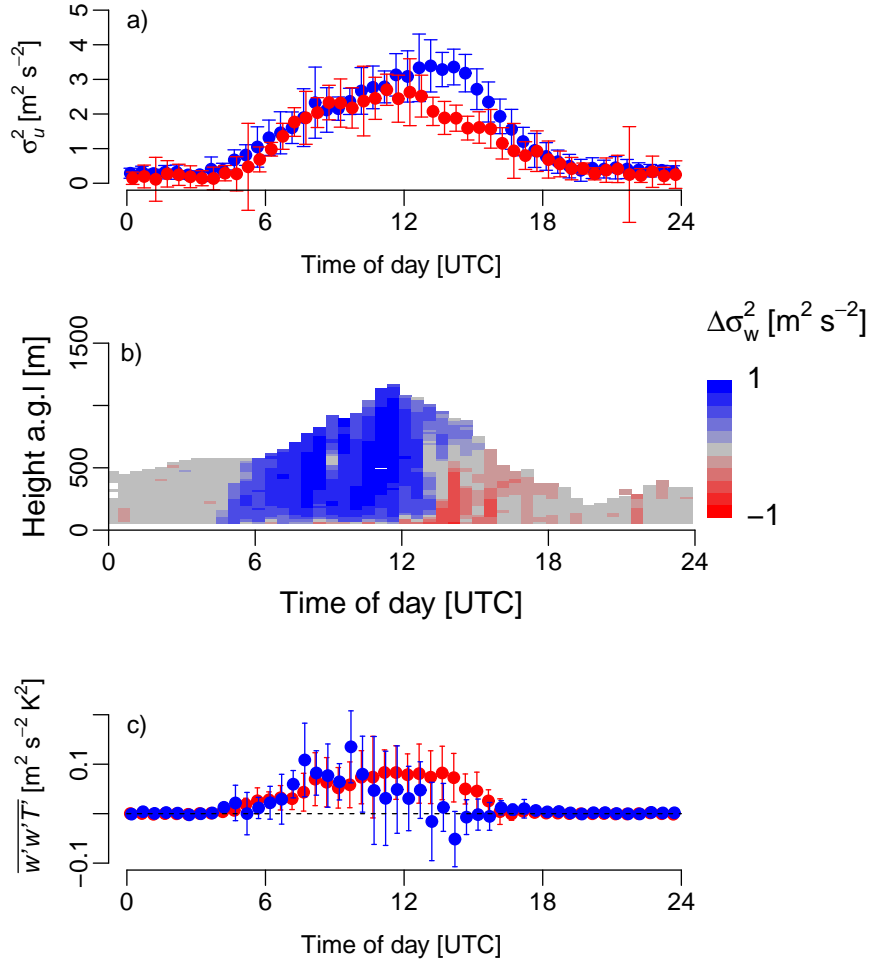 a)
σ²ᵤ [m² s⁻²]
5
4
3
2
1
0
0 6 12 18 24
Time of day [UTC]
b)
Height a.g.l [m]
1500
500
0
0 6 12 18 24
Time of day [UTC]
Δσ²w [m² s⁻²]
1
−1
c)
w'w'T' [m² s⁻² K²]
0.1
−0.1
0 6 12 18 24
Time of day [UTC]